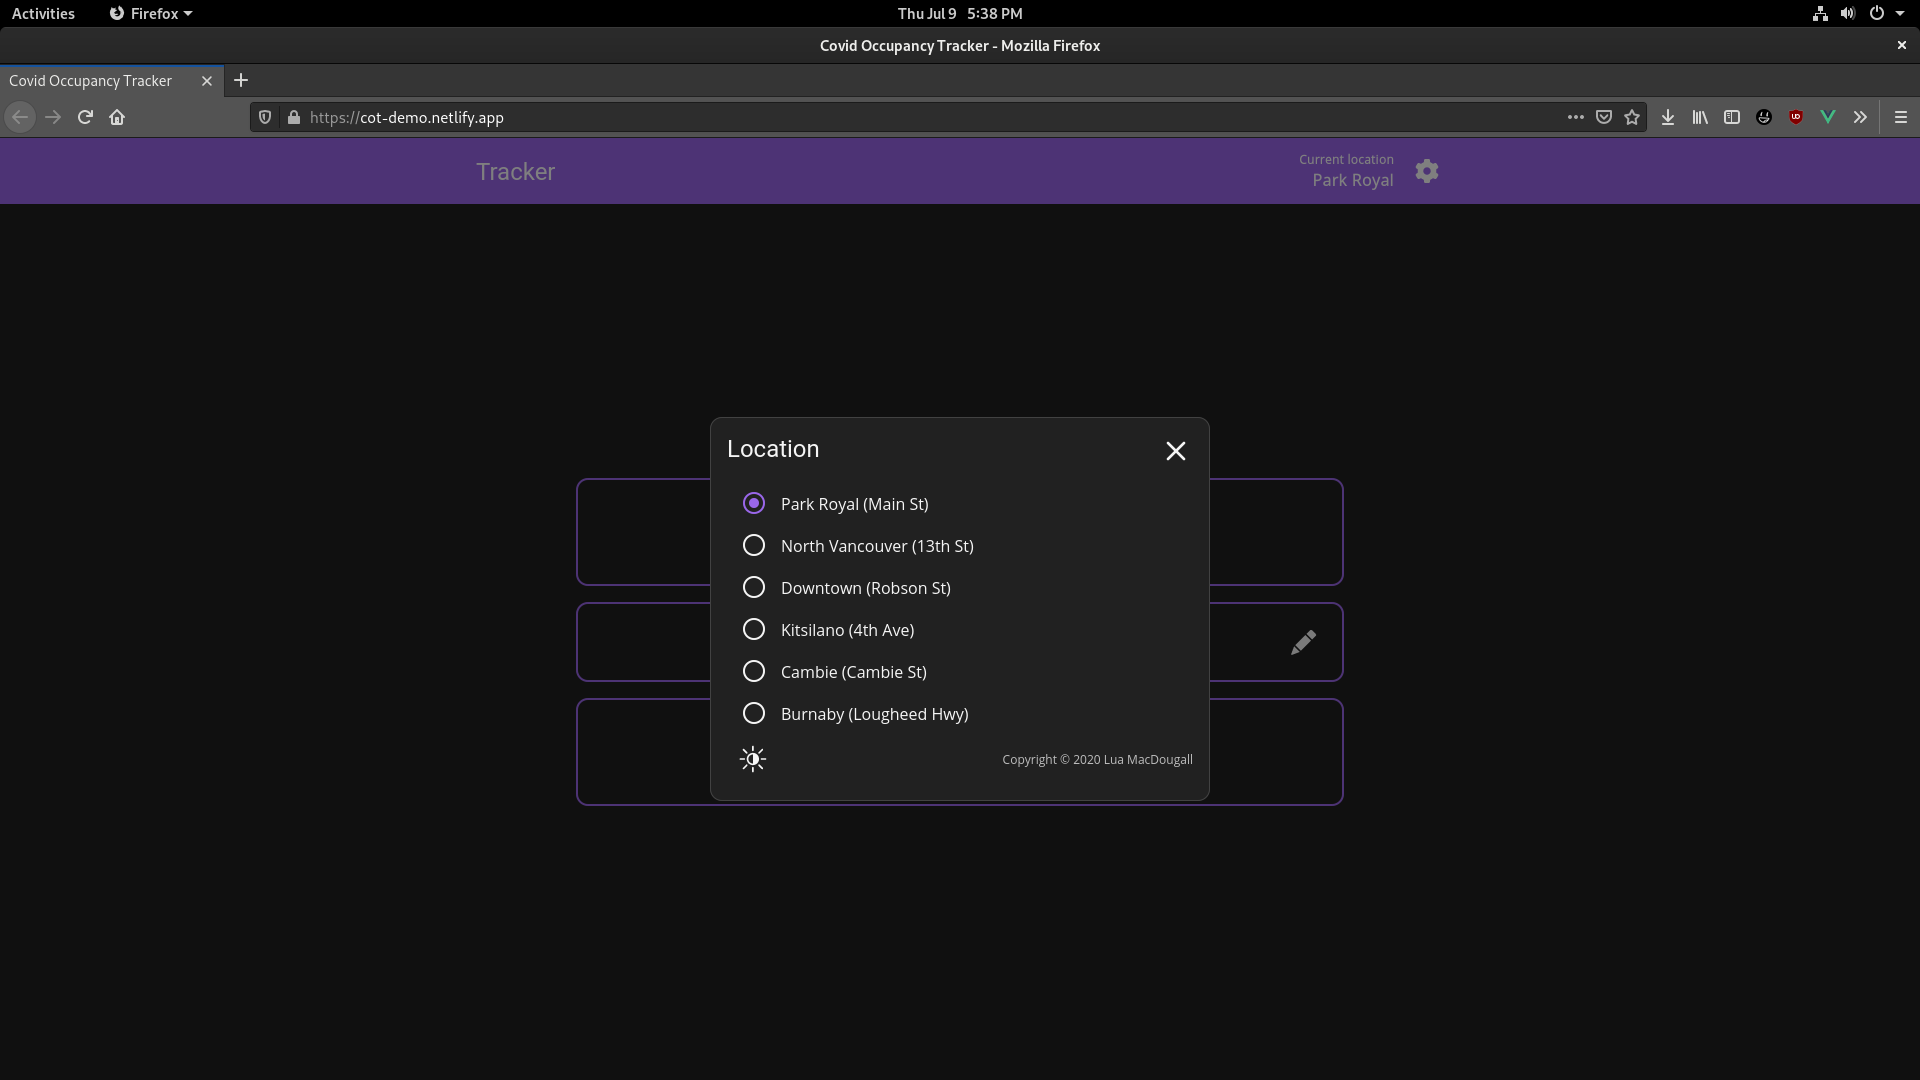 Activities
Firefox
Thu Jul 9 5:38 PM
Covid Occupancy Tracker - Mozilla Firefox
Covid Occupancy Tracker
https://cot-demo.netlify.app
Tracker
Current location
Park Royal
Location
Park Royal (Main St)
North Vancouver (13th St)
Downtown (Robson St)
Kitsilano (4th Ave)
Cambie (Cambie St)
Burnaby (Lougheed Hwy)
Copyright © 2020 Lua MacDougall